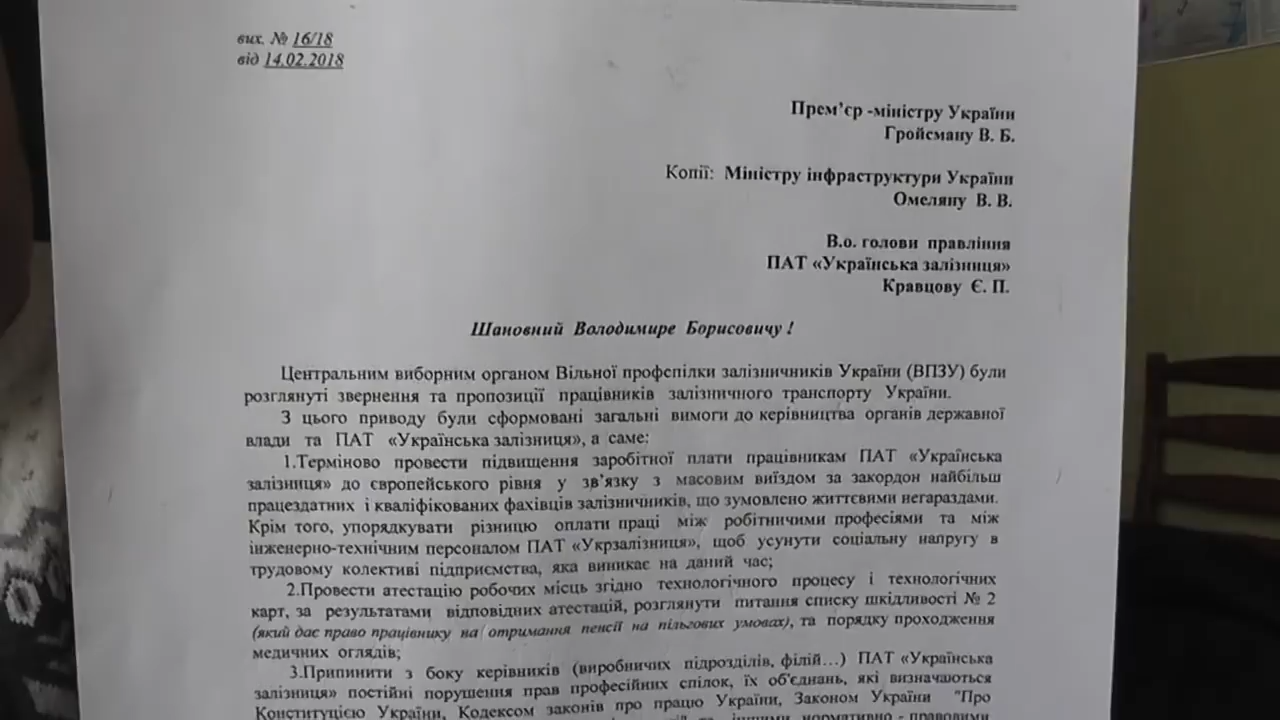 вих. № 16/18
від 14.02.2018
Прем’єр -міністру України
Гройсману В. Б.
Копії: Міністру інфраструктури України
Омеляну В. В.
В.о. голови правління
ПАТ «Українська залізниця»
Кравцову Є. П.
Шановний Володимире Борисовичу !
Центральним виборним органом Вільної профспілки залізничників України (ВПЗУ) були
розглянуті звернення та пропозиції працівників залізничного транспорту України.
З цього приводу були сформовані загальні вимоги до керівництва органів державної
влади та ПАТ «Українська залізниця», а саме:
1.Терміново провести підвищення заробітної плати працівникам ПАТ «Українська
залізниця» до європейського рівня у зв’язку з масовим виїздом за закордон найбільш
працездатних і кваліфікованих фахівців залізничників, що зумовлено життєвими негараздами.
Крім того, упорядкувати різницю оплати праці між робітничими професіями та між
інженерно-технічним персоналом ПАТ «Укрзалізниця», щоб усунути соціальну напругу в
трудовому колективі підприємства, яка виникає на даний час;
2.Провести атестацію робочих місць згідно технологічного процесу і технологічних
карт, за результатами відповідних атестацій, розглянути питання списку шкідливості № 2
(який дає право працівнику на отримання пенсії на пільгових умовах), та порядку проходження
медичних оглядів;
3.Припинити з боку керівників (виробничих підрозділів, філій…) ПАТ «Українська
залізниця» постійні порушення прав професійних спілок, їх об'єднань, які визначаються
Конституцією України, Кодексом законів про працю України, Законом України "Про
та іншими нормативно - правовими